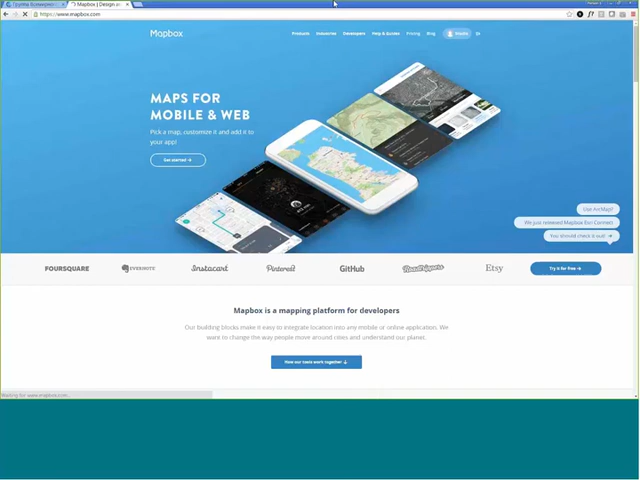 Mapbox | Design an
https://www.mapbox.com
Mapbox
Products Industries Developers Help & Guides Pricing Blog Studio
MAPS FOR
MOBILE & WEB
Pick a map, customize it and add it to
your app!
Get started →
Use ArcMap?
We just released Mapbox Esri Connect
You should check it out! →
FOURSQUARE EVERNOTE Instacart Pinterest GitHub Roadtrippers Etsy Try it for free →
Mapbox is a mapping platform for developers
Our building blocks make it easy to integrate location into any mobile or online application. We
want to change the way people move around cities and understand our planet.
How our tools work together ↓
Waiting for www.mapbox.com...